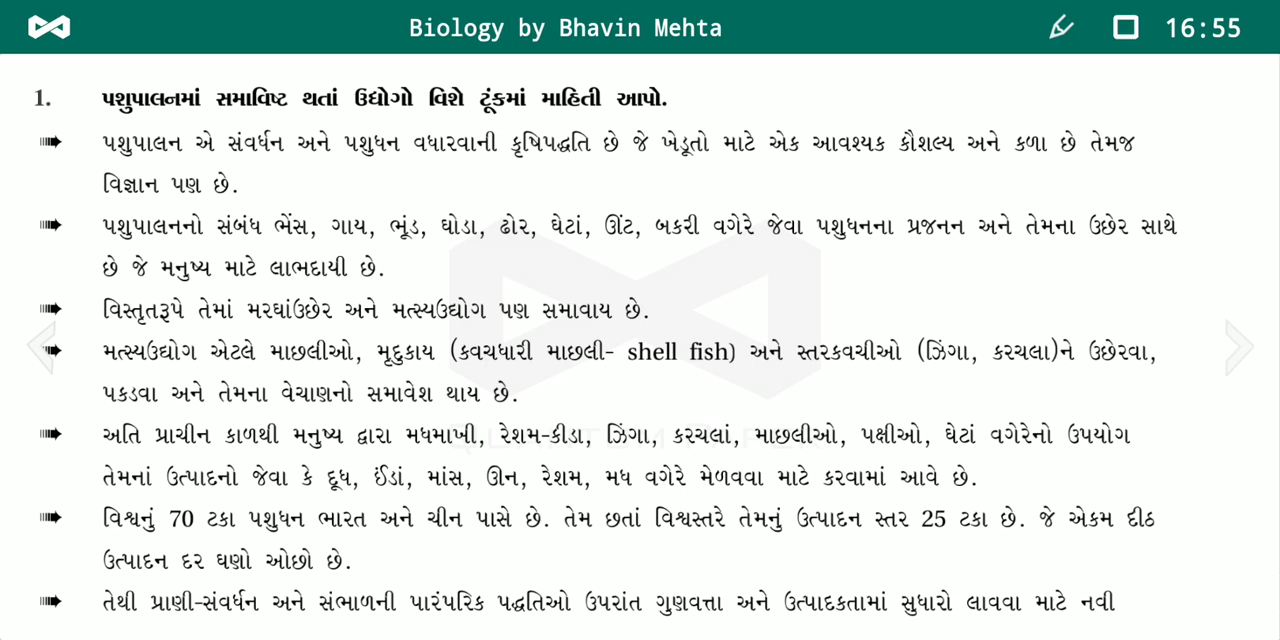 Biology by Bhavin Mehta
16:55
1. પશુપાલનમાં સમાવિષ્ટ થતાં ઉદ્યોગો વિશે ટૂંકમાં માહિતી આપો.
પશુપાલન એ સંવર્ધન અને પશુધન વધારવાની કૃષિપદ્ધતિ છે જે ખેડૂતો માટે એક આવશ્યક કૌશલ્ય અને કળા છે તેમજ
વિજ્ઞાન પણ છે.
પશુપાલનનો સંબંધ ભેંસ, ગાય, ભૂંડ, ઘોડા, ઢોર, ઘેટાં, ઊંટ, બકરી વગેરે જેવા પશુધનના પ્રજનન અને તેમના ઉછેર સાથે
છે જે મનુષ્ય માટે લાભદાયી છે.
વિસ્તૃતરૂપે તેમાં મરઘાંઉછેર અને મત્સ્યઉદ્યોગ પણ સમાવાય છે.
મત્સ્યઉદ્યોગ એટલે માછલીઓ, મૃદુકાય (કવચધારી માછલી- shell fish) અને સ્તરકવચીઓ (ઝિંગા, કરચલા)ને ઉછેરવા,
પકડવા અને તેમના વેચાણનો સમાવેશ થાય છે.
અતિ પ્રાચીન કાળથી મનુષ્ય દ્વારા મધમાખી, રેશમ-કીડા, ઝિંગા, કરચલાં, માછલીઓ, પક્ષીઓ, ઘેટાં વગેરેનો ઉપયોગ
તેમનાં ઉત્પાદનો જેવા કે દૂધ, ઈંડાં, માંસ, ઊન, રેશમ, મધ વગેરે મેળવવા માટે કરવામાં આવે છે.
વિશ્વનું 70 ટકા પશુધન ભારત અને ચીન પાસે છે. તેમ છતાં વિશ્વસ્તરે તેમનું ઉત્પાદન સ્તર 25 ટકા છે. જે એકમ દીઠ
ઉત્પાદન દર ઘણો ઓછો છે.
તેથી પ્રાણી-સંવર્ધન અને સંભાળની પારંપરિક પદ્ધતિઓ ઉપરાંત ગુણવત્તા અને ઉત્પાદકતામાં સુધારો લાવવા માટે નવી